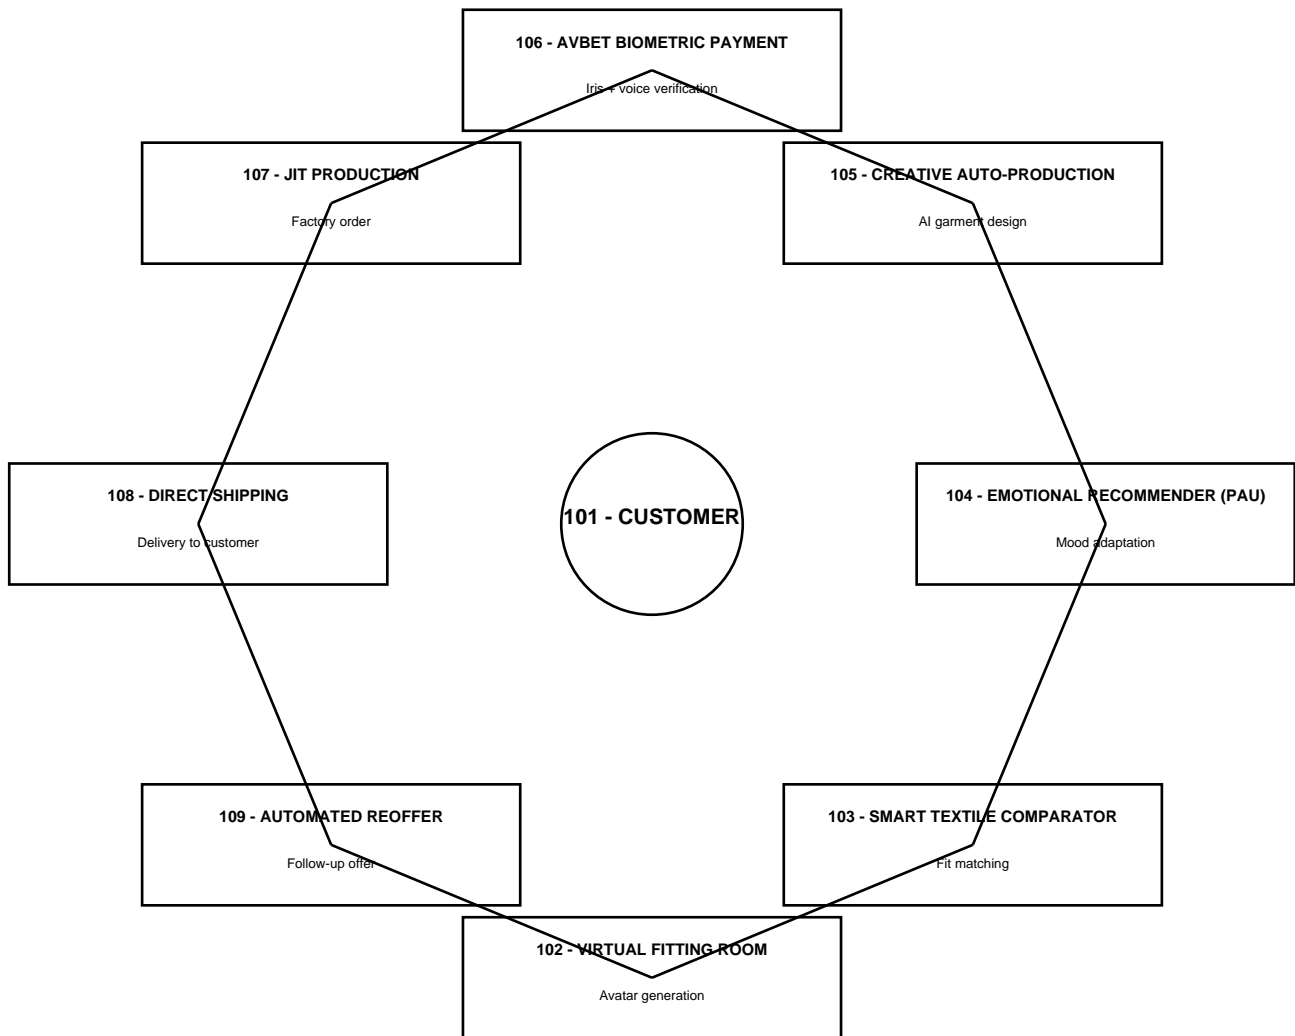 106 - AVBET BIOMETRIC PAYMENT
Iris + voice verification
107 - JIT PRODUCTION
Factory order
105 - CREATIVE AUTO-PRODUCTION
AI garment design
108 - DIRECT SHIPPING
Delivery to customer
101 - CUSTOMER
104 - EMOTIONAL RECOMMENDER (PAU)
Mood adaptation
109 - AUTOMATED REOFFER
Follow-up offer
103 - SMART TEXTILE COMPARATOR
Fit matching
102 - VIRTUAL FITTING ROOM
Avatar generation